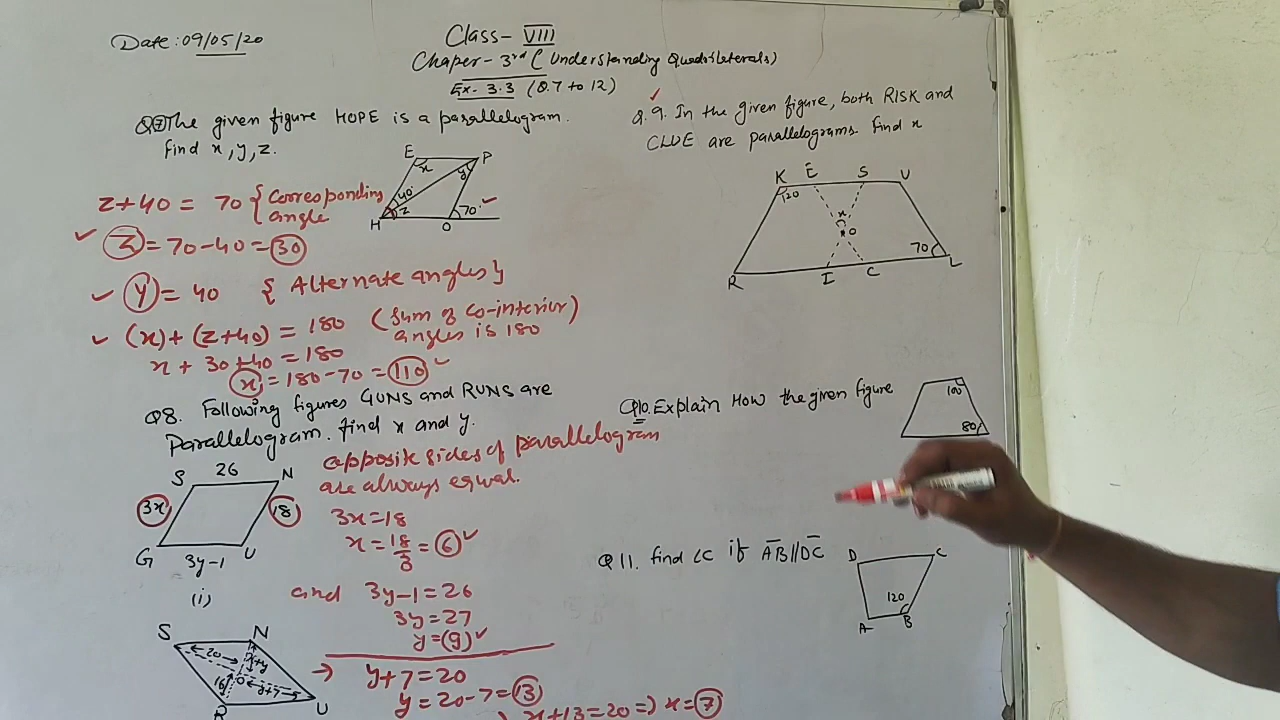 Date: 09/05/20
Class- VIII
Chaper- 3rd ( Understanding Quadrilaterals)
Ex- 3.3 (Q.7 to 12)
Q7 The given figure HOPE is a parallelogram.
find x, y, z.
E P
x y
40
z 70
H O
z+40 = 70 { Corresponding
angle
z = 70-40 = 30
y = 40 { Alternate angles }
(x) + (z+40) = 180 (Sum of co-interior)
angles is 180
x + 30+40 = 180
x = 180-70 = 110
Q8. Following figures GUNS and RUNS are
Parallelogram. find x and y.
S 26 N
3x 18
G 3y-1 U
(i)
opposite sides of parallelogram
are always equal.
3x = 18
x = 18/3 = 6
and 3y-1 = 26
3y = 27
y = (9)
S N
20 x+y
O
16 y+7
R U
→ y+7 = 20
y = 20-7 = 13
x+13 = 20 => x = 7
Q.9. In the given figure, both RISK and
CLUE are parallelograms. Find x
K E S U
120
x
O
70
R I C L
Q10. Explain How the given figure
100
80
Q11. find ∠C if AB||DC
D C
120
A B